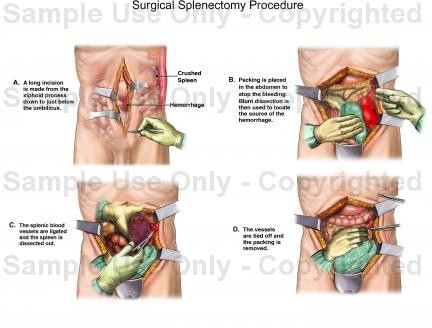 Surgical Splenectomy Procedure
Sample Use Only - Copyrighted
A. A long incision
is made from the
xiphoid process
down to just below
the umbilicus.
Crushed
Spleen
Hemorrhage
B. Packing is placed
in the abdomen to
stop the bleeding.
Blunt dissection is
then used to locate
the source of the
hemorrhage.
Sample Use Only - Copyrighted
C. The splenic blood
vessels are ligated
and the spleen is
dissected out.
D. The vessels
are tied off and
the packing is
removed.
Sample Use Only - Copyrighted